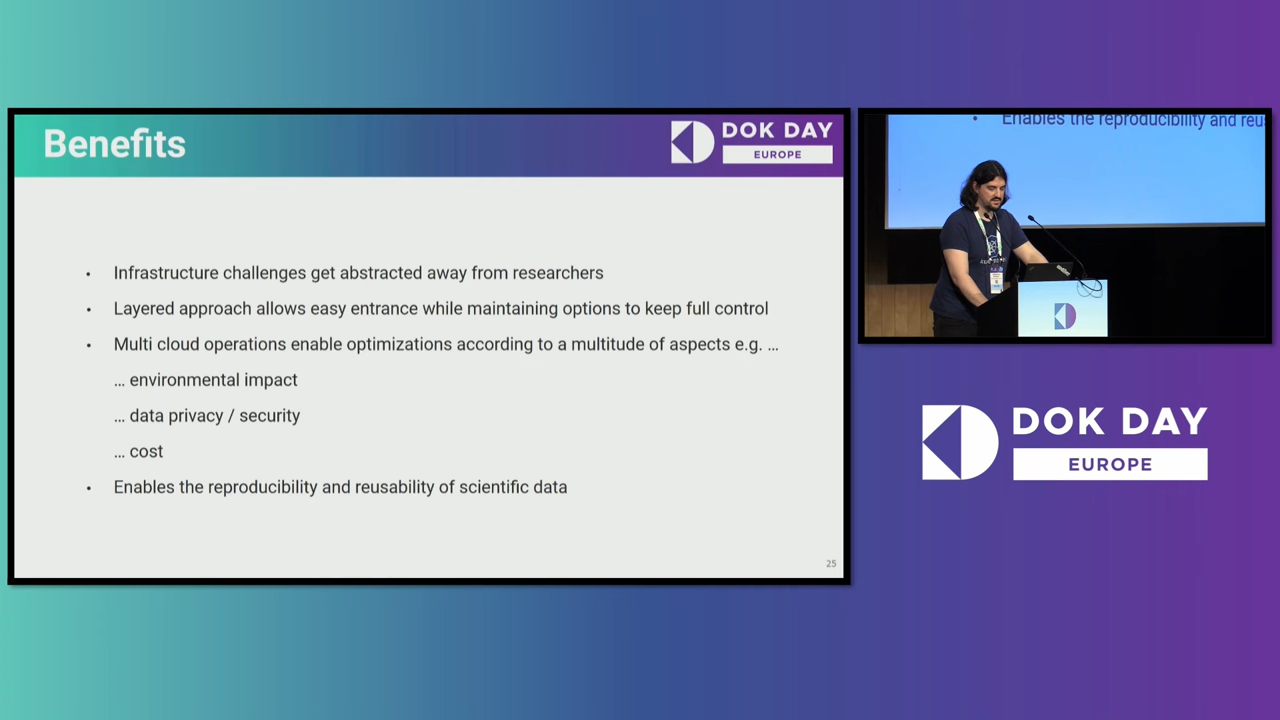 Benefits
DOK DAY
EUROPE
• Infrastructure challenges get abstracted away from researchers
• Layered approach allows easy entrance while maintaining options to keep full control
• Multi cloud operations enable optimizations according to a multitude of aspects e.g. ...
... environmental impact
... data privacy / security
... cost
• Enables the reproducibility and reusability of scientific data
25
• Enables the reproducibility and reus
DOK DAY
EUROPE